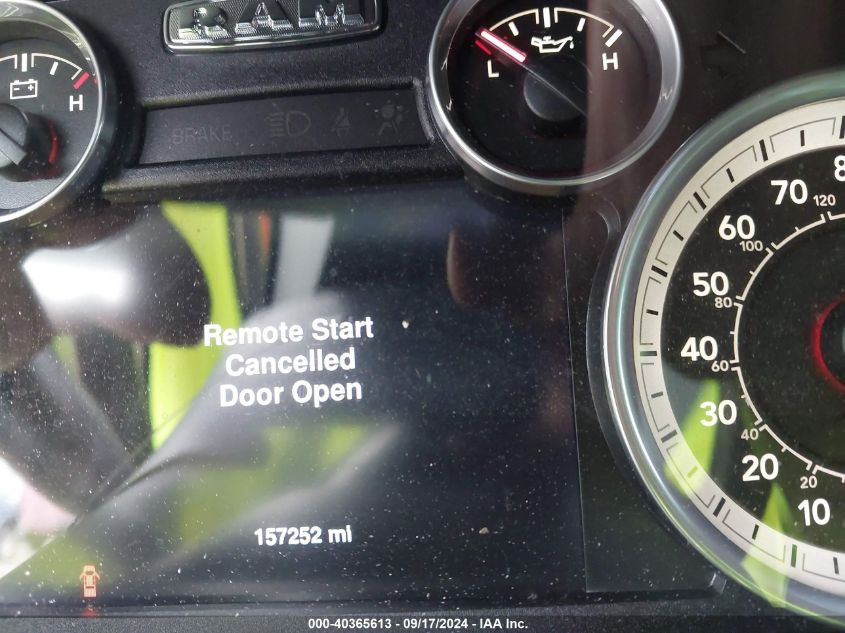 RAM
L H
H
BRAKE
Remote Start
Cancelled
Door Open
157252 mi
80
70
60
50
40
30
20
10
120
100
80
60
40
20
000-40365613 - 09/17/2024 - IAA Inc.